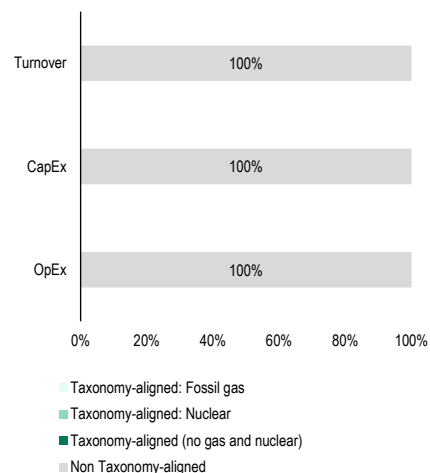 Turnover
100%
CapEx
100%
OpEx
100%
0% 20% 40% 60% 80% 100%
Taxonomy-aligned: Fossil gas
Taxonomy-aligned: Nuclear
Taxonomy-aligned (no gas and nuclear)
Non Taxonomy-aligned